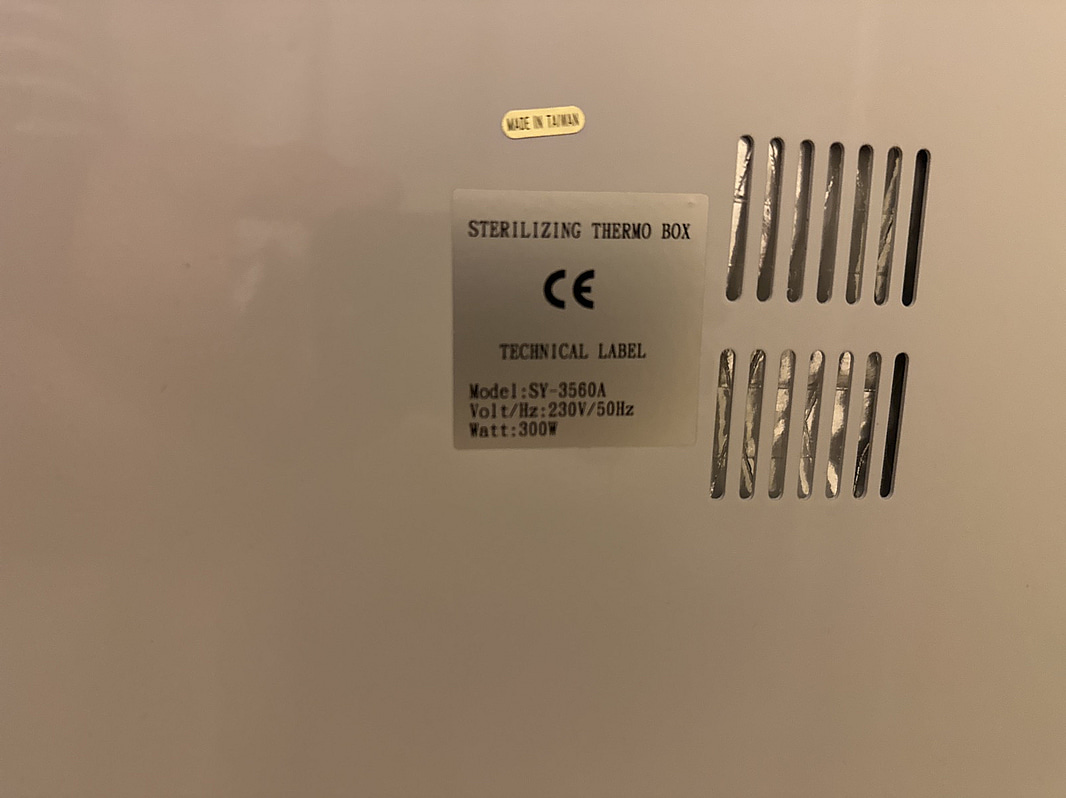 MADE IN TAIWAN
STERILIZING THERMO BOX
CE
TECHNICAL LABEL
Model:SY-3560A
Volt/Hz:230V/50Hz
Watt:300W